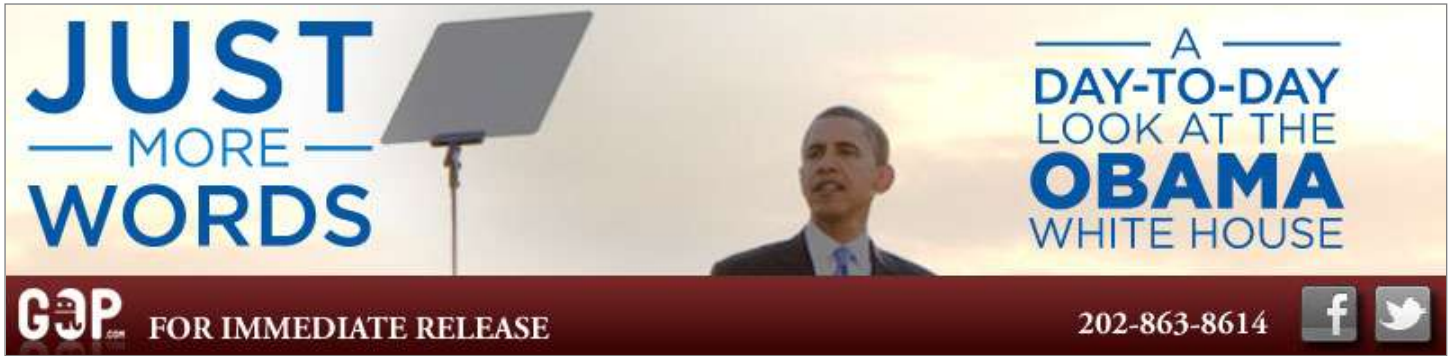 JUST
MORE
WORDS
A
DAY-TO-DAY
LOOK AT THE
OBAMA
WHITE HOUSE
GOP.COM
FOR IMMEDIATE RELEASE
202-863-8614
f